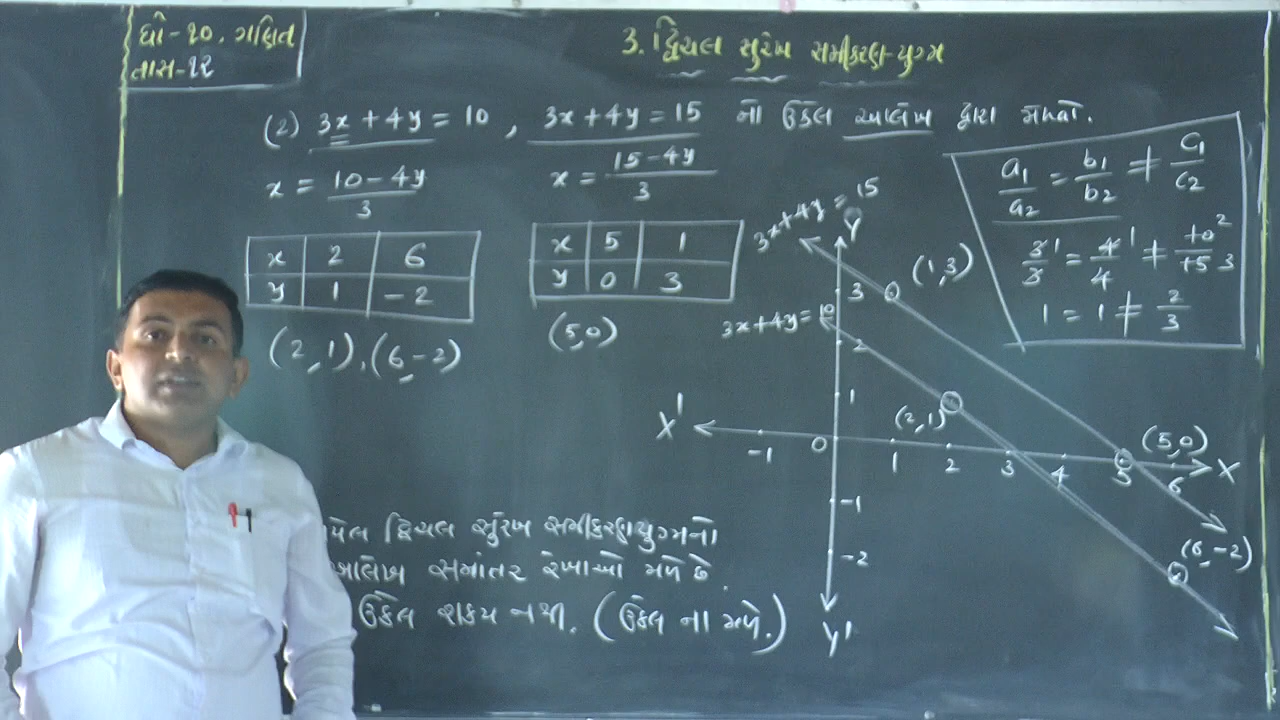 ધો-૧૦. ગણિત
તાસ-૧૨
3. દ્વિચલ સુરેખ સમીકરણ-યુગ્મ
(2) 3x + 4y = 10 , 3x + 4y = 15 નો ઉકેલ આલેખ દ્વારા મેળવો.
x = 10 - 4y / 3
x = 15 - 4y / 3
x 2 6
y 1 -2
(2, 1), (6, -2)
x 5 1
y 0 3
(5, 0)
a1/a2 = b1/b2 ≠ c1/c2
3/3 1 = 4/4 1 ≠ 10/15 2 3
1 = 1 ≠ 2/3
3x+4y = 15
Y
(1, 3)
3
3x+4y = 10
2
1
(2, 1)
X' -1 0 1 2 3 4 5 6 X
(5, 0)
-1
-2
(6, -2)
Y'
દ્વિચલ સુરેખ સમીકરણયુગ્મનો
આલેખ સમાંતર રેખાઓ મળે છે.
ઉકેલ શક્ય નથી. (ઉકેલ ના મળે.)